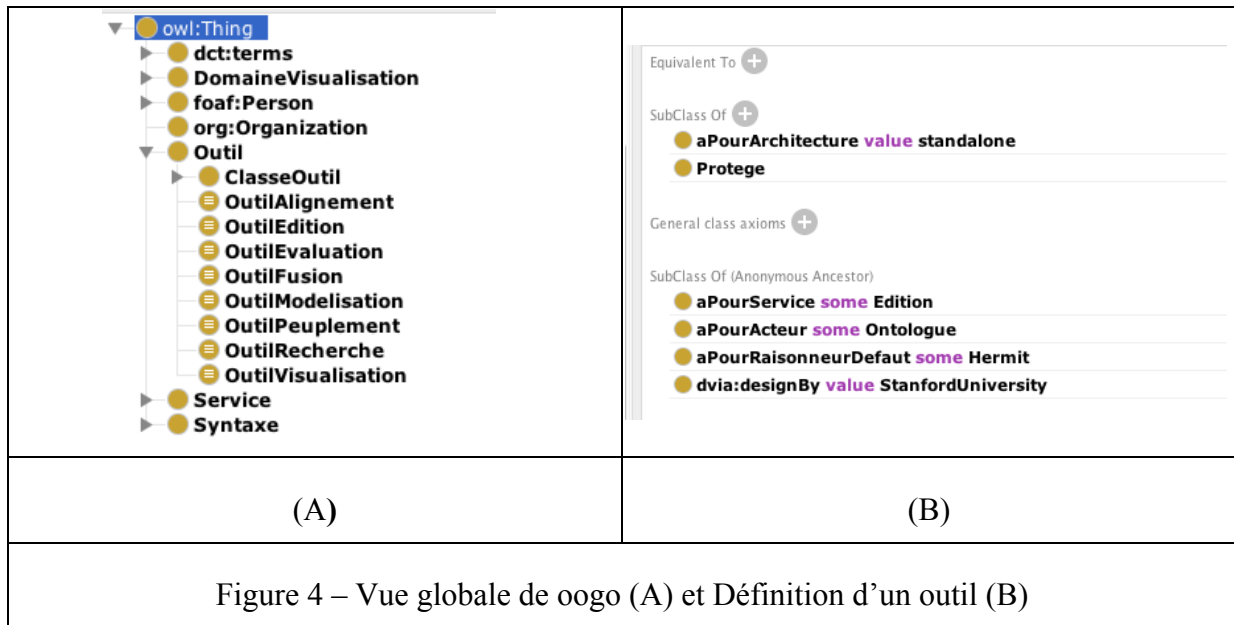 owl:Thing
dct:terms
DomaineVisualisation
foaf:Person
org:Organization
Outil
ClasseOutil
OutilAlignement
OutilEdition
OutilEvaluation
OutilFusion
OutilModelisation
OutilPeuplement
OutilRecherche
OutilVisualisation
Service
Syntaxe
Equivalent To
SubClass Of
aPourArchitecture value standalone
Protege
General class axioms
SubClass Of (Anonymous Ancestor)
aPourService some Edition
aPourActeur some Ontologue
aPourRaisonneurDefaut some Hermit
dvia:designBy value StanfordUniversity
(A)
(B)
Figure 4 – Vue globale de oogo (A) et Définition d’un outil (B)